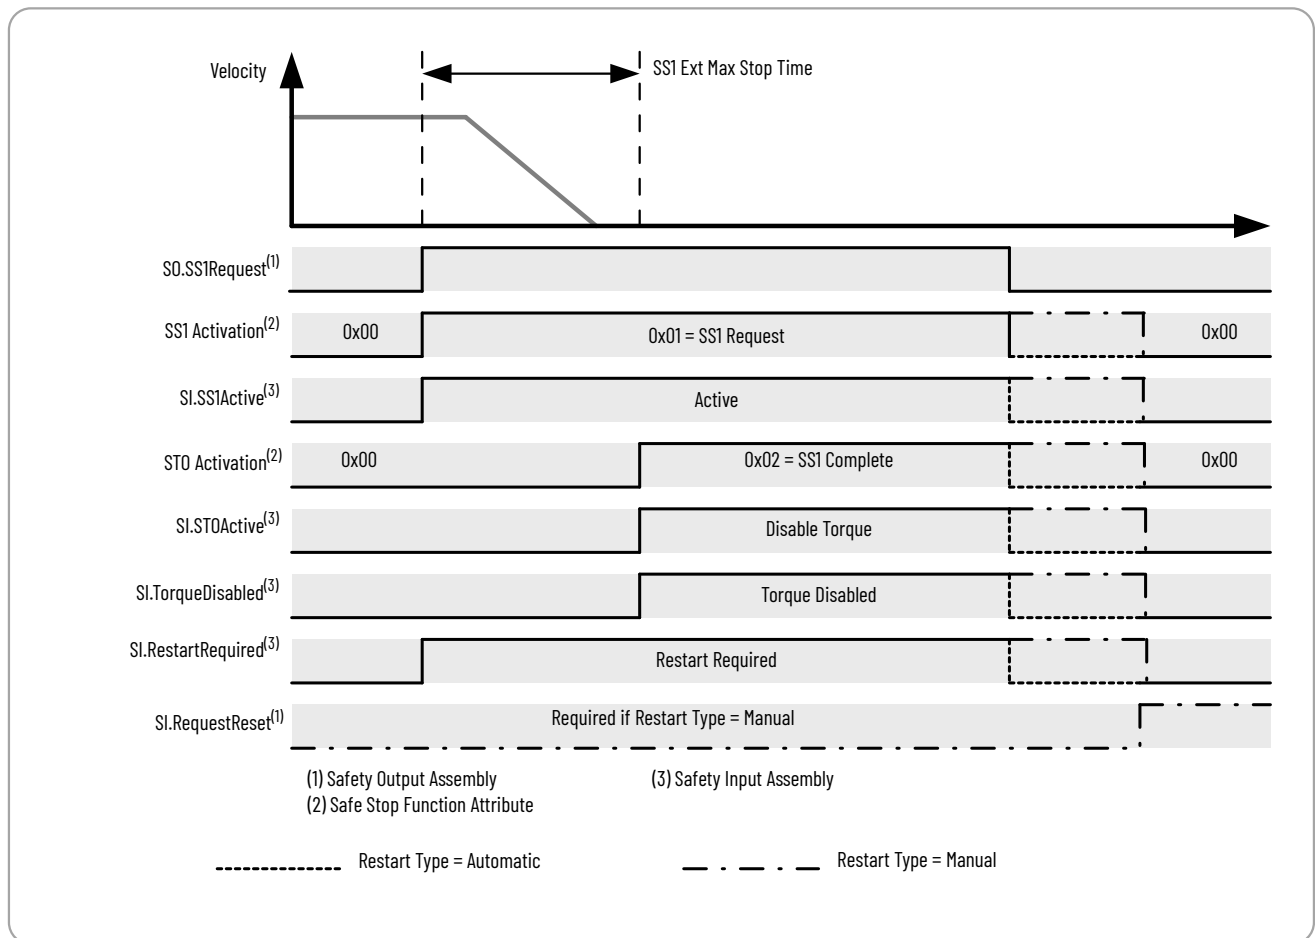 Velocity
SS1 Ext Max Stop Time
SO.SS1Request(1)
SS1 Activation(2) 0x00 0x01 = SS1 Request 0x00
SI.SS1Active(3) Active
STO Activation(2) 0x00 0x02 = SS1 Complete 0x00
SI.STOActive(3) Disable Torque
SI.TorqueDisabled(3) Torque Disabled
SI.RestartRequired(3) Restart Required
SI.RequestReset(1) Required if Restart Type = Manual
(1) Safety Output Assembly (3) Safety Input Assembly
(2) Safe Stop Function Attribute
Restart Type = Automatic Restart Type = Manual